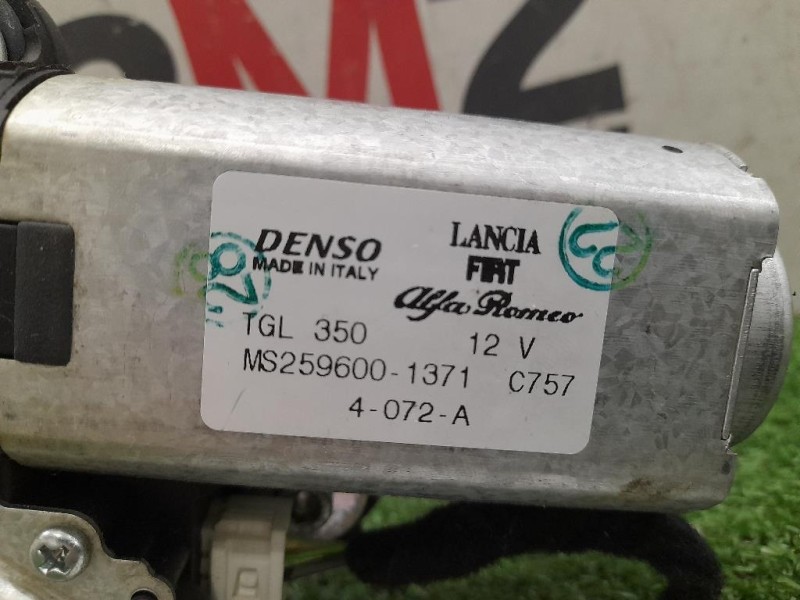 DENSO
MADE IN ITALY
LANCIA
FIAT
Alfa Romeo
TGL 350 12 V
MS259600-1371 C757
4-072-A